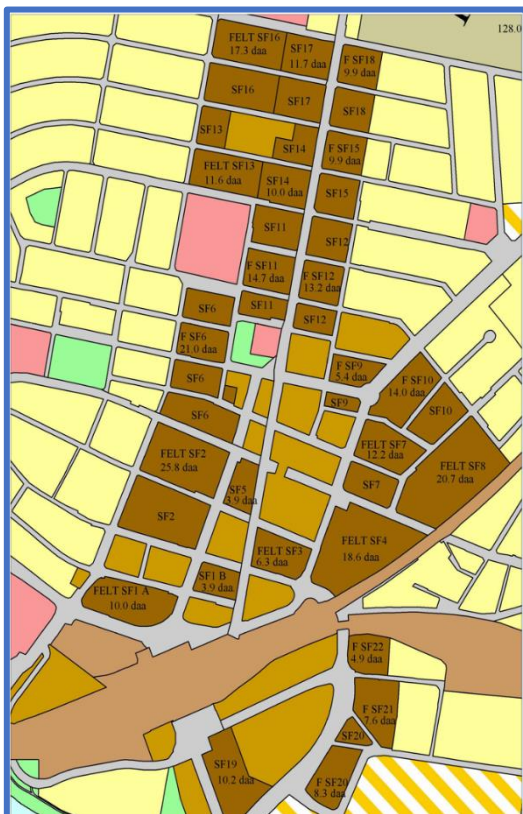 128.0
FELT SF16
17.3 daa
SF17
11.7 daa
F SF18
9.9 daa
SF16
SF17
SF18
SF13
SF14
F SF15
9.9 daa
FELT SF13
11.6 daa
SF14
10.0 daa
SF15
SF11
SF12
F SF11
14.7 daa
F SF12
13.2 daa
SF6
SF11
SF12
F SF6
21.0 daa
F SF9
5.4 daa
F SF10
14.0 daa
SF6
SF9
SF10
SF6
FELT SF7
12.2 daa
FELT SF2
25.8 daa
FELT SF8
20.7 daa
SF5
3.9 daa
SF7
SF2
FELT SF3
6.3 daa
FELT SF4
18.6 daa
SF1 B
3.9 daa
FELT SF1 A
10.0 daa
F SF22
4.9 daa
F SF21
7.6 daa
SF20
SF19
10.2 daa
F SF20
8.3 daa